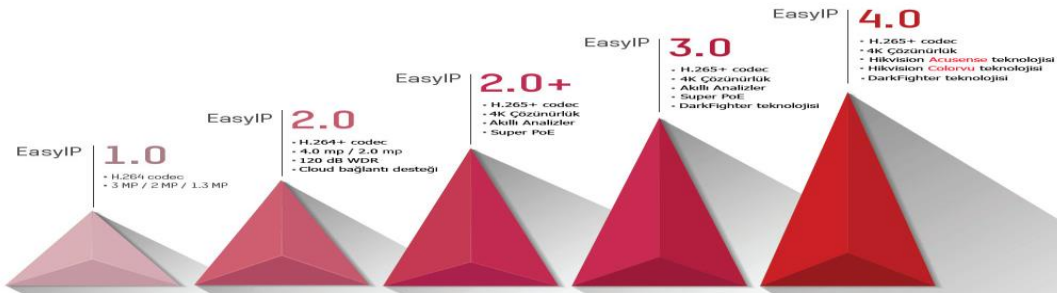 EasyIP 1.0
- H.264 codec
- 3 MP / 2 MP / 1.3 MP
EasyIP 2.0
- H.264+ codec
- 4.0 mp / 2.0 mp
- 120 dB WDR
- Cloud bağlantı desteği
EasyIP 2.0+
- H.265+ codec
- 4K Çözünürlük
- Akıllı Analizler
- Super PoE
EasyIP 3.0
- H.265+ codec
- 4K Çözünürlük
- Akıllı Analizler
- Super PoE
- DarkFighter teknolojisi
EasyIP 4.0
- H.265+ codec
- 4K Çözünürlük
- Hikvision Acusense teknolojisi
- Hikvision Colorvu teknolojisi
- DarkFighter teknolojisi